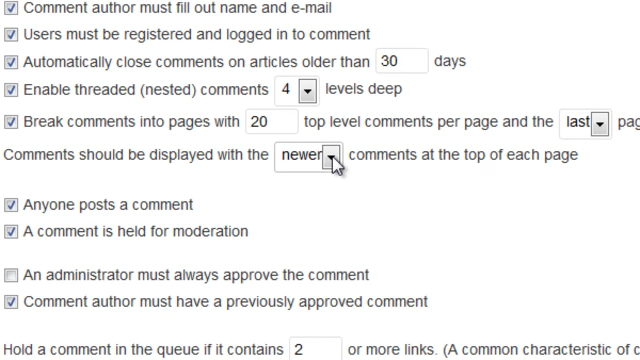 Comment author must fill out name and e-mail
Users must be registered and logged in to comment
Automatically close comments on articles older than 30 days
Enable threaded (nested) comments 4 levels deep
Break comments into pages with 20 top level comments per page and the last pag
Comments should be displayed with the newer comments at the top of each page
Anyone posts a comment
A comment is held for moderation
An administrator must always approve the comment
Comment author must have a previously approved comment
Hold a comment in the queue if it contains 2 or more links. (A common characteristic of c